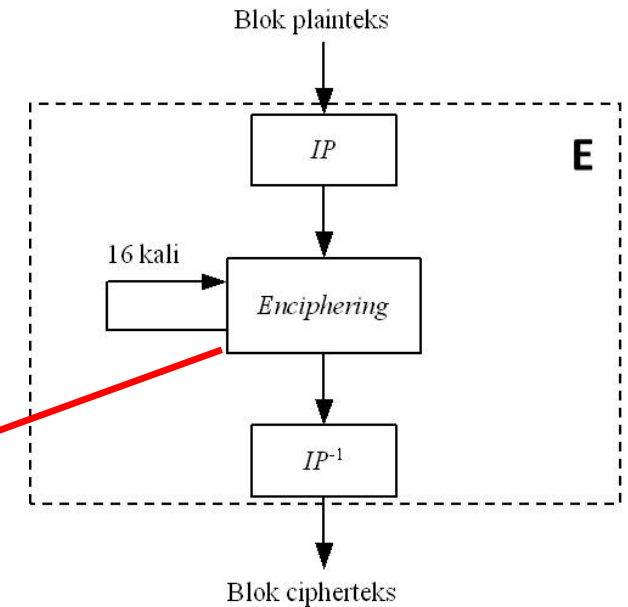 Blok plainteks
IP
E
16 kali
Enciphering
IP⁻¹
Blok cipherteks